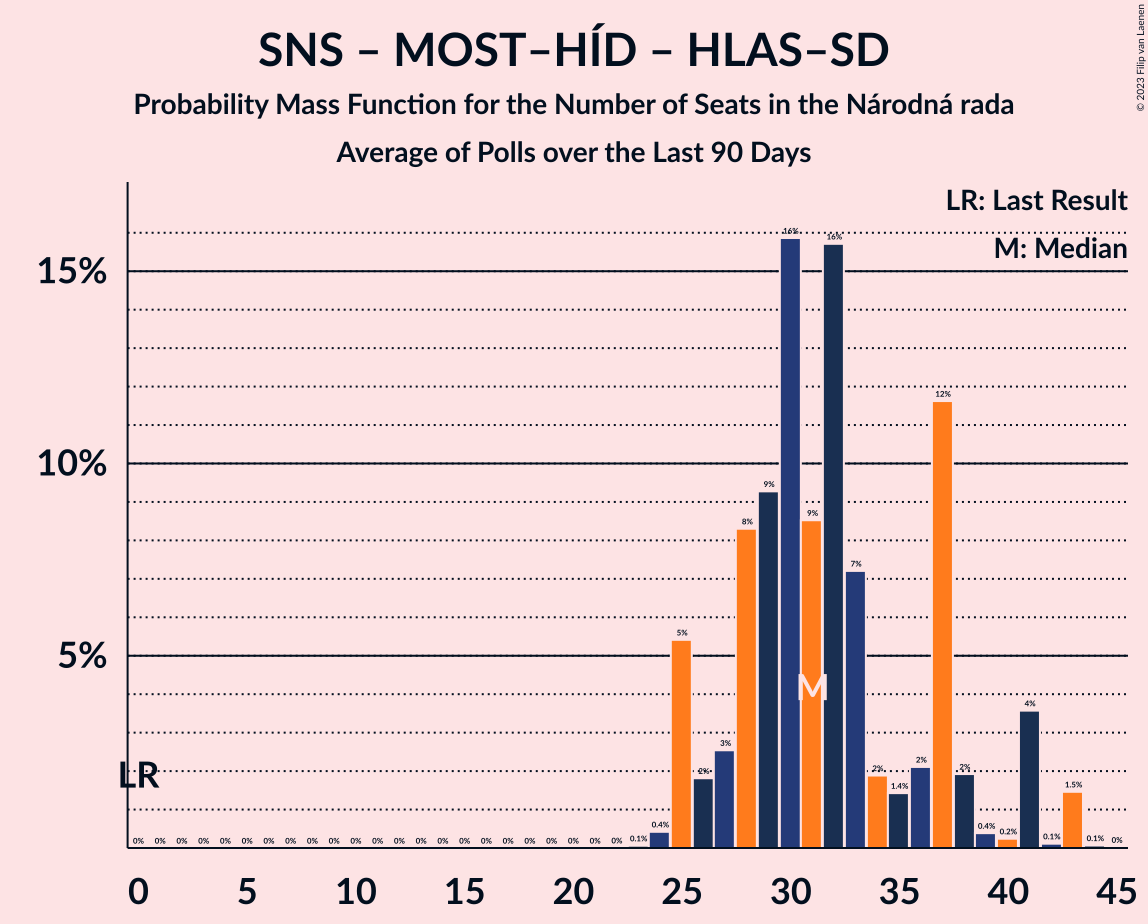 SNS – MOST–HÍD – HLAS–SD
Probability Mass Function for the Number of Seats in the Národná rada
Average of Polls over the Last 90 Days
© 2023 Filip van Laenen
LR: Last Result
M: Median
15%
10%
5%
LR
M
0% 0% 0% 0% 0% 0% 0% 0% 0% 0% 0% 0% 0% 0% 0% 0% 0% 0% 0% 0% 0% 0% 0% 0.1% 0.4% 5% 2% 3% 8% 9% 16% 9% 16% 7% 2% 1.4% 2% 12% 2% 0.4% 0.2% 4% 0.1% 1.5% 0.1% 0%
0 5 10 15 20 25 30 35 40 45